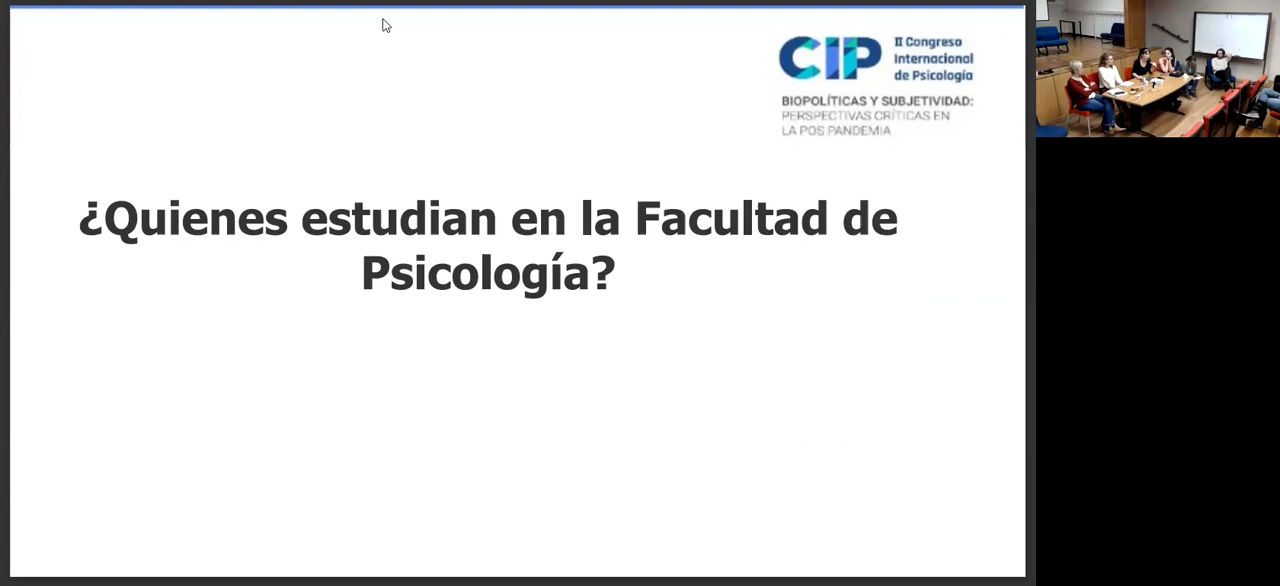 CIP
II Congreso
Internacional
de Psicología
BIOPOLÍTICAS Y SUBJETIVIDAD:
PERSPECTIVAS CRÍTICAS EN
LA POS PANDEMIA
¿Quienes estudian en la Facultad de
Psicología?